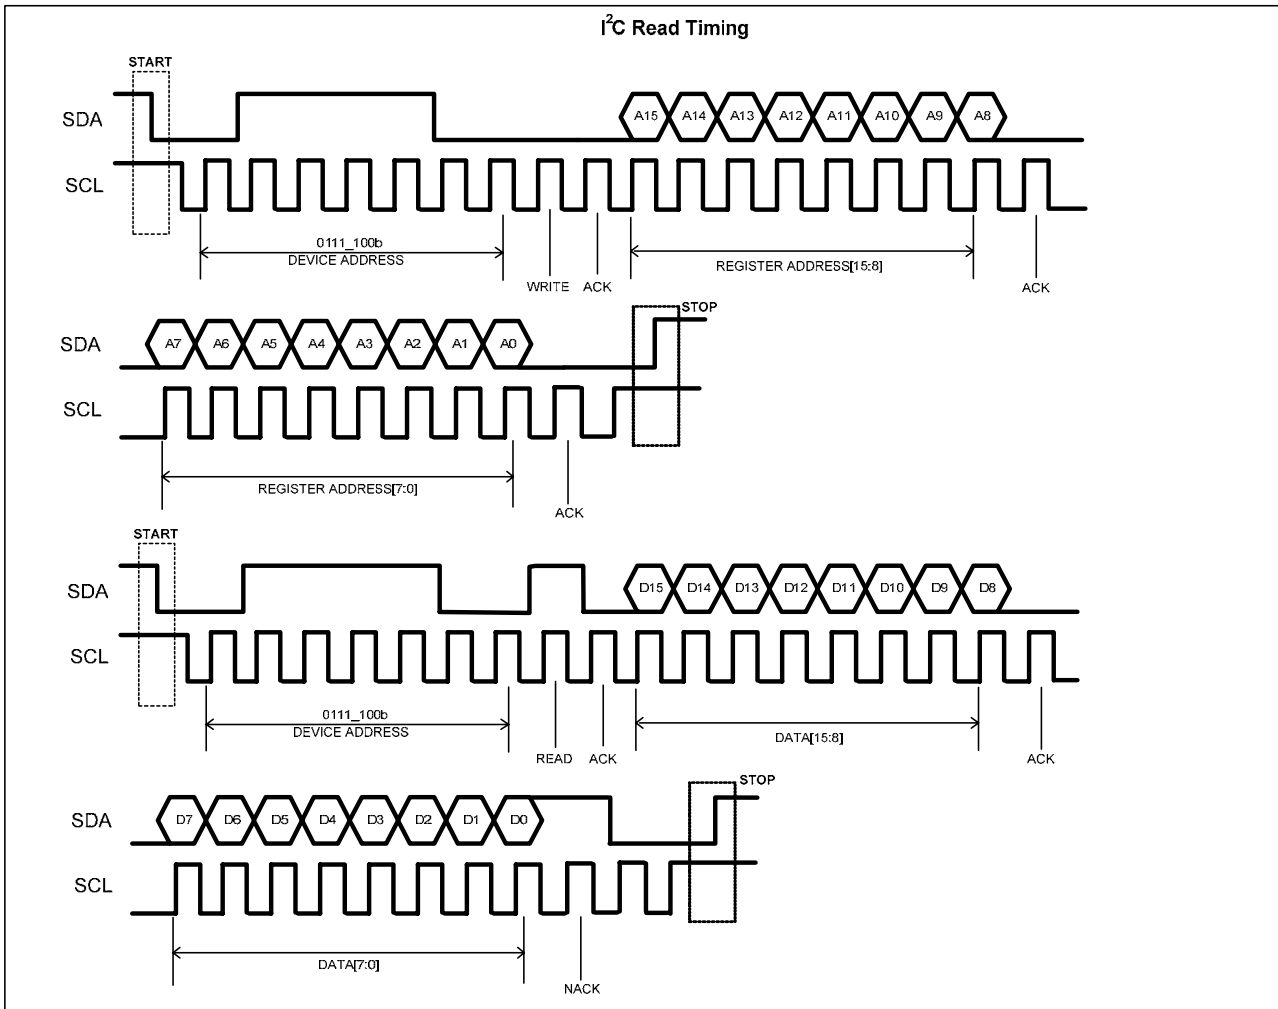 I²C Read Timing
START
SDA
A15 A14 A13 A12 A11 A10 A9 A8
SCL
0111_100b
DEVICE ADDRESS
REGISTER ADDRESS[15:8]
WRITE ACK ACK
STOP
SDA
A7 A6 A5 A4 A3 A2 A1 A0
SCL
REGISTER ADDRESS[7:0]
ACK
START
SDA
D15 D14 D13 D12 D11 D10 D9 D8
SCL
0111_100b
DEVICE ADDRESS
DATA[15:8]
READ ACK ACK
STOP
SDA
D7 D6 D5 D4 D3 D2 D1 D0
SCL
DATA[7:0]
NACK